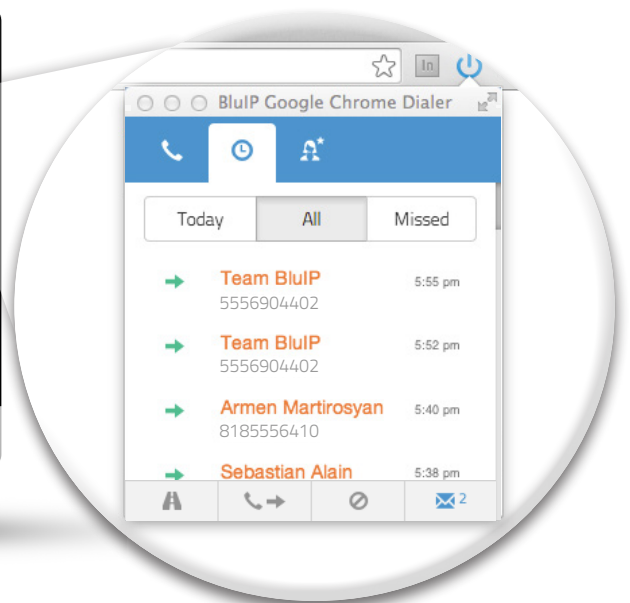 In
BluIP Google Chrome Dialer
Today All Missed
Team BluIP 5:55 pm
5556904402
Team BluIP 5:52 pm
5556904402
Armen Martirosyan 5:40 pm
8185556410
Sebastian Alain 5:38 pm
2